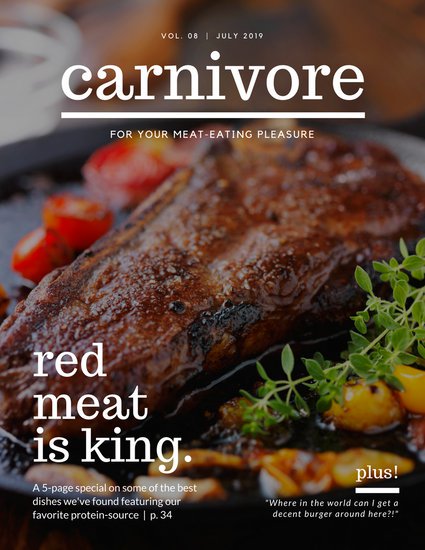 VOL. 08 | JULY 2019
carnivore
FOR YOUR MEAT-EATING PLEASURE
red
meat
is king.
A 5-page special on some of the best
dishes we've found featuring our
favorite protein-source | p. 34
plus!
"Where in the world can I get a
decent burger around here?!"